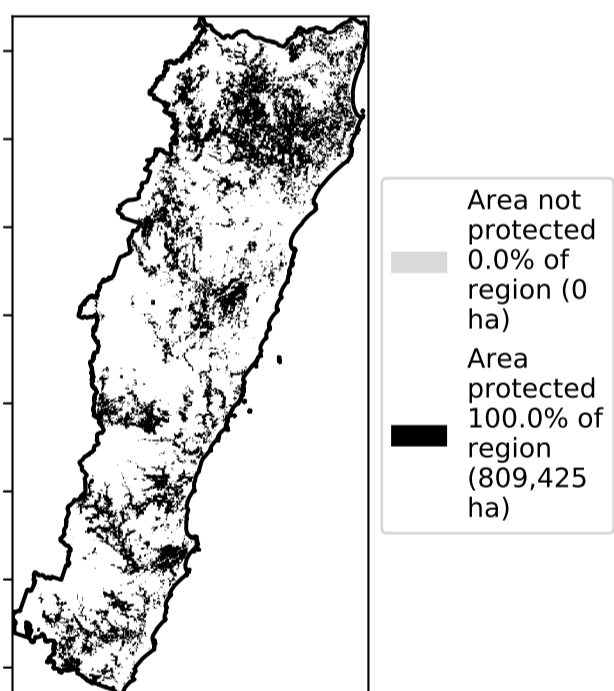 Area not
protected
0.0% of
region (0
ha)
Area
protected
100.0% of
region
(809,425
ha)